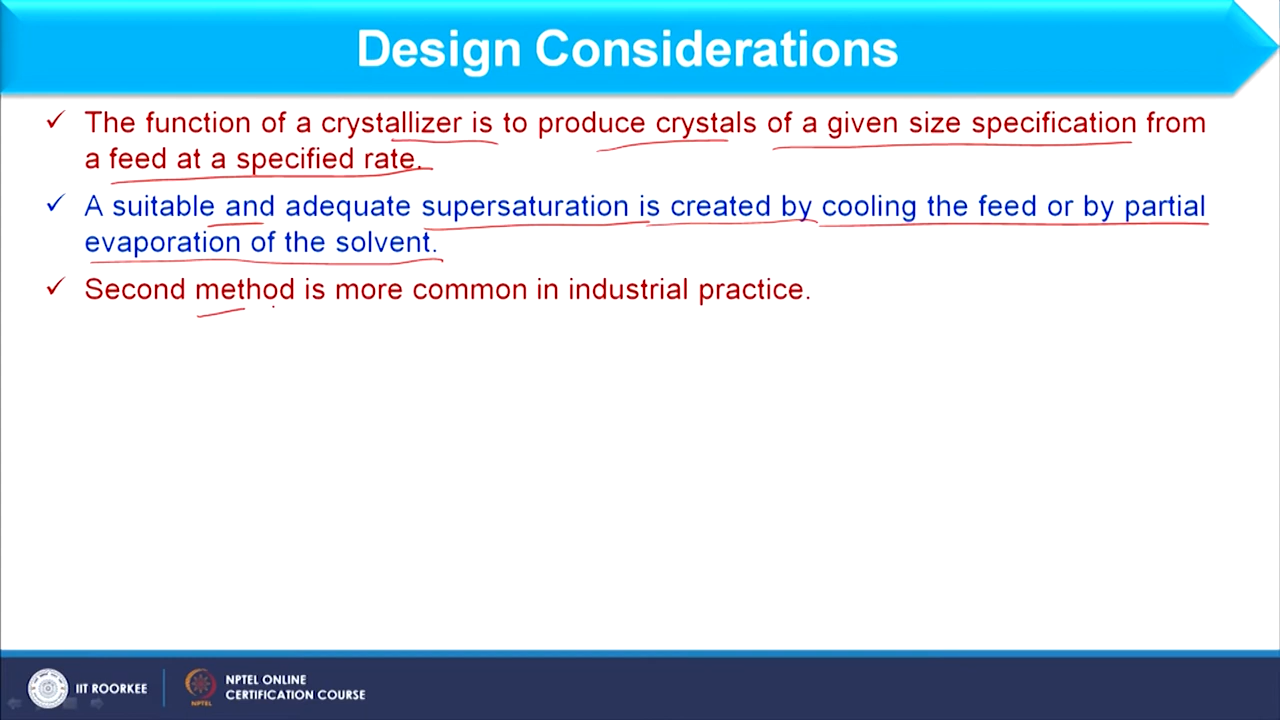 Design Considerations
✓ The function of a crystallizer is to produce crystals of a given size specification from
a feed at a specified rate.
✓ A suitable and adequate supersaturation is created by cooling the feed or by partial
evaporation of the solvent.
✓ Second method is more common in industrial practice.
IIT ROORKEE
NPTEL ONLINE
CERTIFICATION COURSE
NPTEL